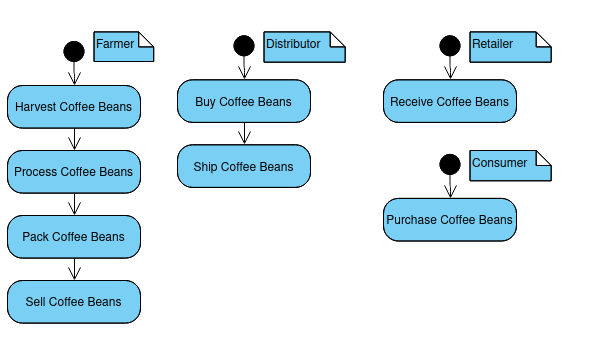 Farmer
Harvest Coffee Beans
Process Coffee Beans
Pack Coffee Beans
Sell Coffee Beans
Distributor
Buy Coffee Beans
Ship Coffee Beans
Retailer
Receive Coffee Beans
Consumer
Purchase Coffee Beans